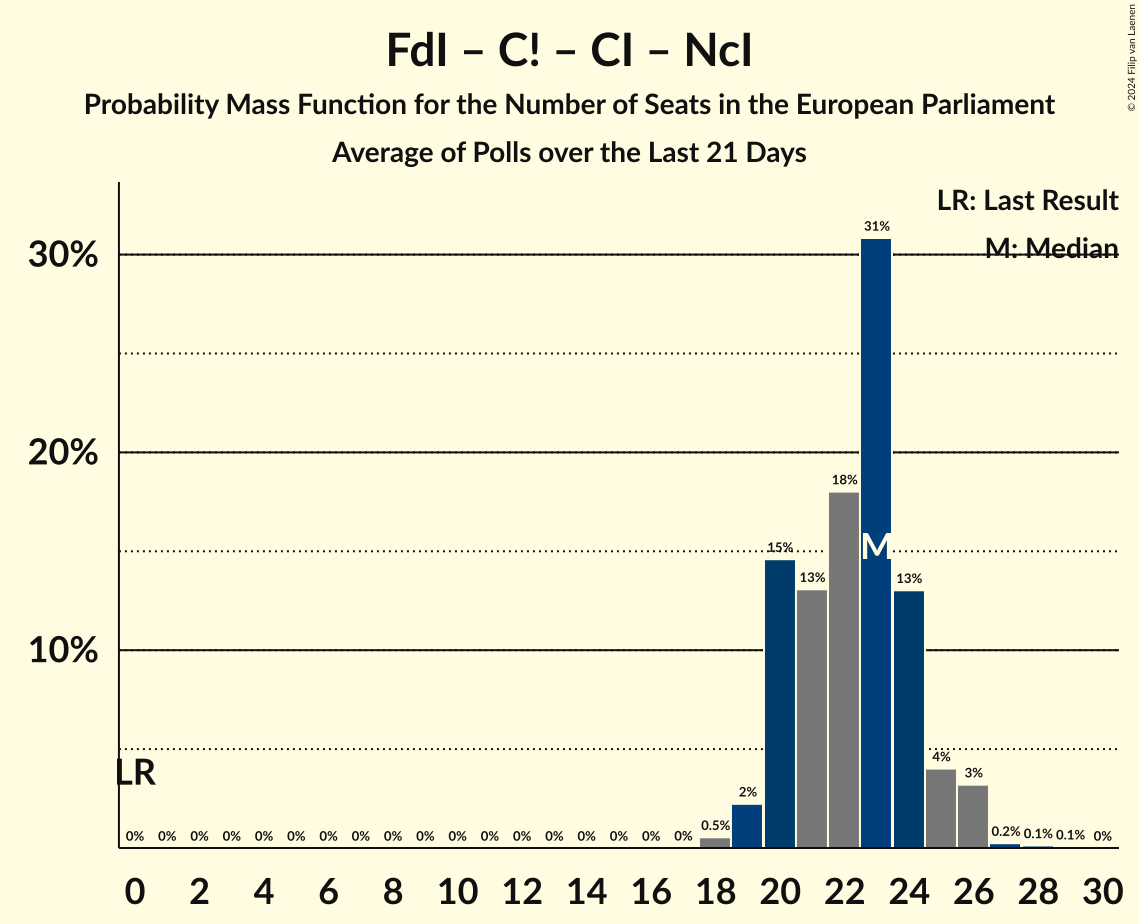 FdI – C! – CI – NcI
Probability Mass Function for the Number of Seats in the European Parliament
Average of Polls over the Last 21 Days
© 2024 Filip van Laenen
LR: Last Result
M: Median
30%
20%
10%
31%
18%
15%
13%
13%
M
LR
4%
3%
2%
0% 0% 0% 0% 0% 0% 0% 0% 0% 0% 0% 0% 0% 0% 0% 0% 0% 0% 0.5% 0.2% 0.1% 0.1% 0%
0 2 4 6 8 10 12 14 16 18 20 22 24 26 28 30